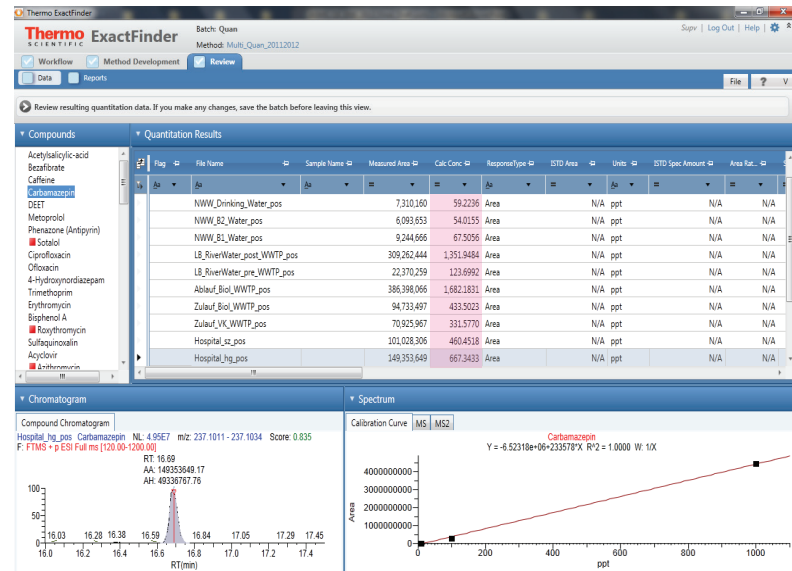 Thermo ExactFinder
Thermo SCIENTIFIC ExactFinder
Batch: Quan
Method: Multi_Quan_20112012
Supv | Log Out | Help |
Workflow Method Development Review
Data Reports
File ? V
Review resulting quantitation data. If you make any changes, save the batch before leaving this view.
Compounds
Acetylsalicylic-acid
Bezafibrate
Caffeine
Carbamazepin
DEET
Metoprolol
Phenazone (Antipyrin)
Sotalol
Ciprofloxacin
Ofloxacin
4-Hydroxynordiazepam
Trimethoprim
Erythromycin
Bisphenol A
Roxythromycin
Sulfaquinoxalin
Acyclovir
Azithromycin
Quantitation Results
Flag File Name Sample Name Measured Area Calc Conc ResponseType ISTD Area Units ISTD Spec Amount Area Rat...
Aa Aa Aa = = Aa = Aa = =
NWW_Drinking_Water_pos 7,310,160 59.2236 Area N/A ppt N/A N/A
NWW_B2_Water_pos 6,093,653 54.0155 Area N/A ppt N/A N/A
NWW_B1_Water_pos 9,244,666 67.5056 Area N/A ppt N/A N/A
LB_RiverWater_post_WWTP_pos 309,262,444 1,351.9484 Area N/A ppt N/A N/A
LB_RiverWater_pre_WWTP_pos 22,370,259 123.6992 Area N/A ppt N/A N/A
Ablauf_Biol_WWTP_pos 386,398,066 1,682.1831 Area N/A ppt N/A N/A
Zulauf_Biol_WWTP_pos 94,733,497 433.5023 Area N/A ppt N/A N/A
Zulauf_VK_WWTP_pos 70,925,967 331.5770 Area N/A ppt N/A N/A
Hospital_sz_pos 101,028,306 460.4518 Area N/A ppt N/A N/A
Hospital_hg_pos 149,353,649 667.3433 Area N/A ppt N/A N/A
Chromatogram
Compound Chromatogram
Hospital_hg_pos Carbamazepin NL: 4.95E7 m/z: 237.1011 - 237.1034 Score: 0.835
F: FTMS + p ESI Full ms [120.00-1200.00]
RT: 16.69
AA: 149353649.17
AH: 49336767.76
100
50
0
16.03 16.28 16.38 16.59 16.84 17.05 17.29 17.45
16.0 16.2 16.4 16.6 16.8 17.0 17.2 17.4
RT(min)
Spectrum
Calibration Curve MS MS2
Carbamazepin
Y = -6.52318e+06+233578*X R^2 = 1.0000 W: 1/X
Area
4000000000
3000000000
2000000000
1000000000
0
0 200 400 600 800 1000
ppt